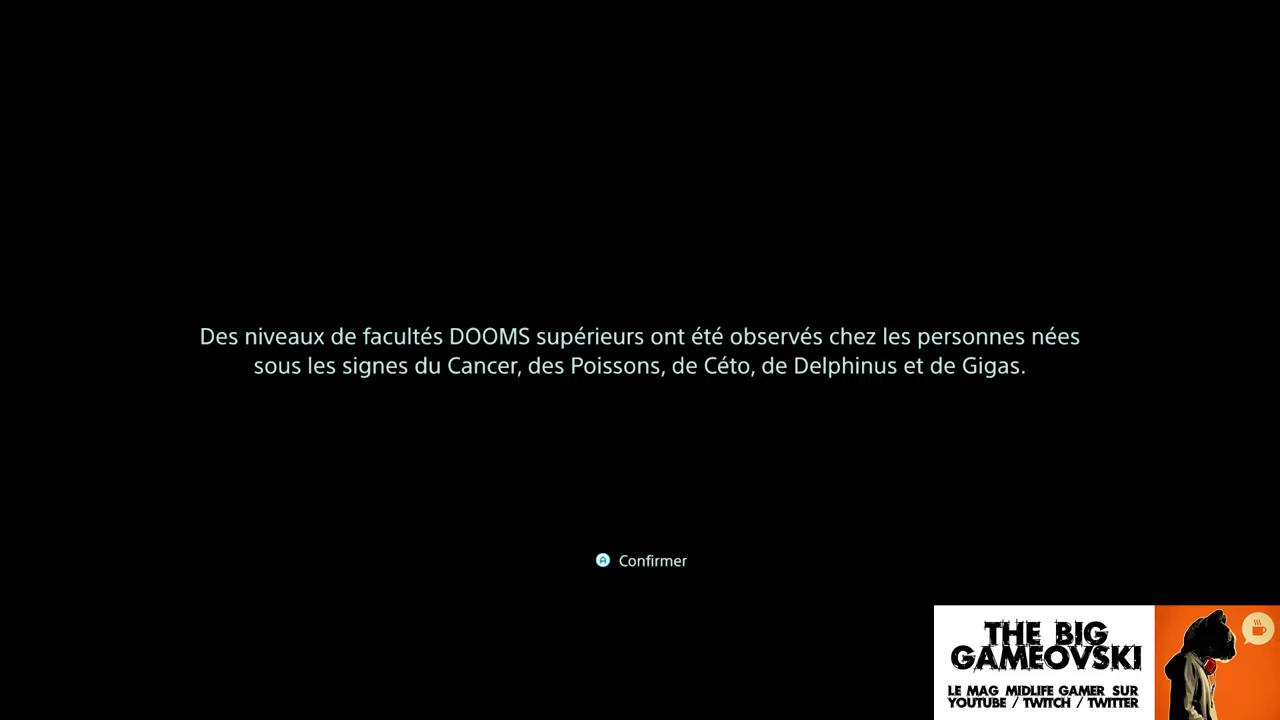 Des niveaux de facultés DOOMS supérieurs ont été observés chez les personnes nées
sous les signes du Cancer, des Poissons, de Céto, de Delphinus et de Gigas.
A Confirmer
THE BIG
GAMEOVSKI
LE MAG MIDLIFE GAMER SUR
YOUTUBE / TWITCH / TWITTER